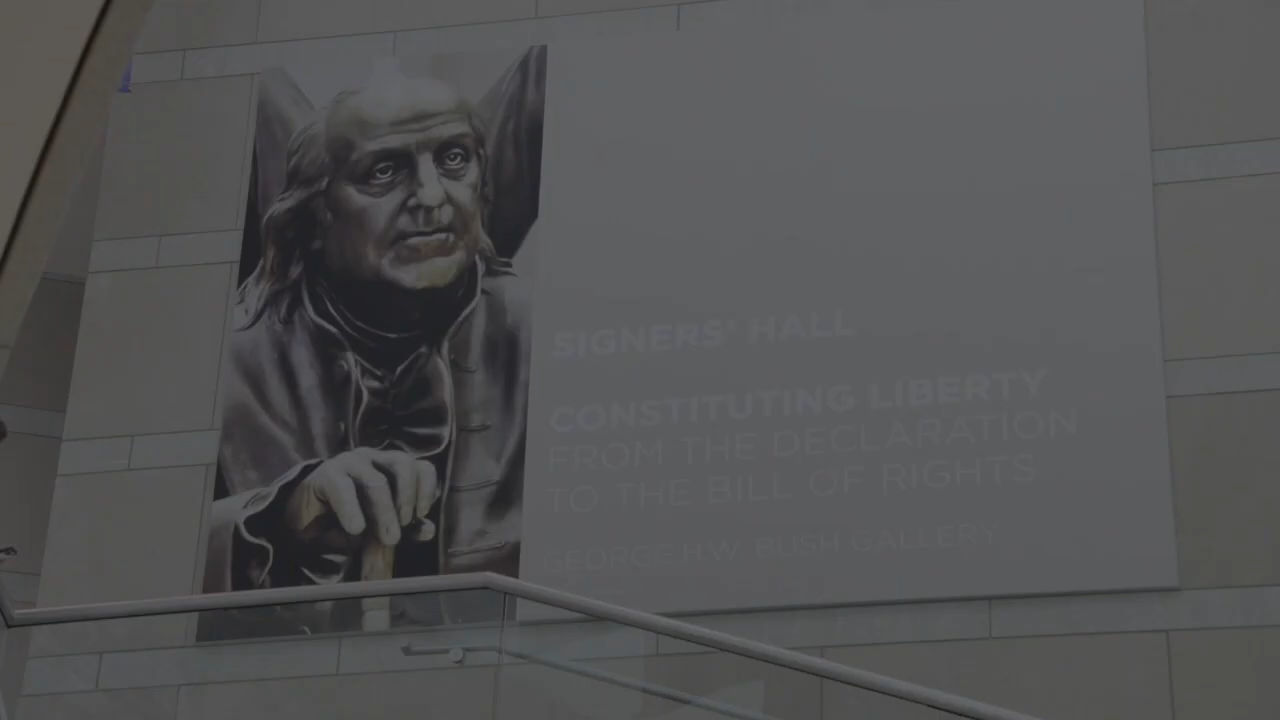 SIGNERS' HALL
CONSTITUTING LIBERTY
FROM THE DECLARATION
TO THE BILL OF RIGHTS
GEORGE H.W. BUSH GALLERY